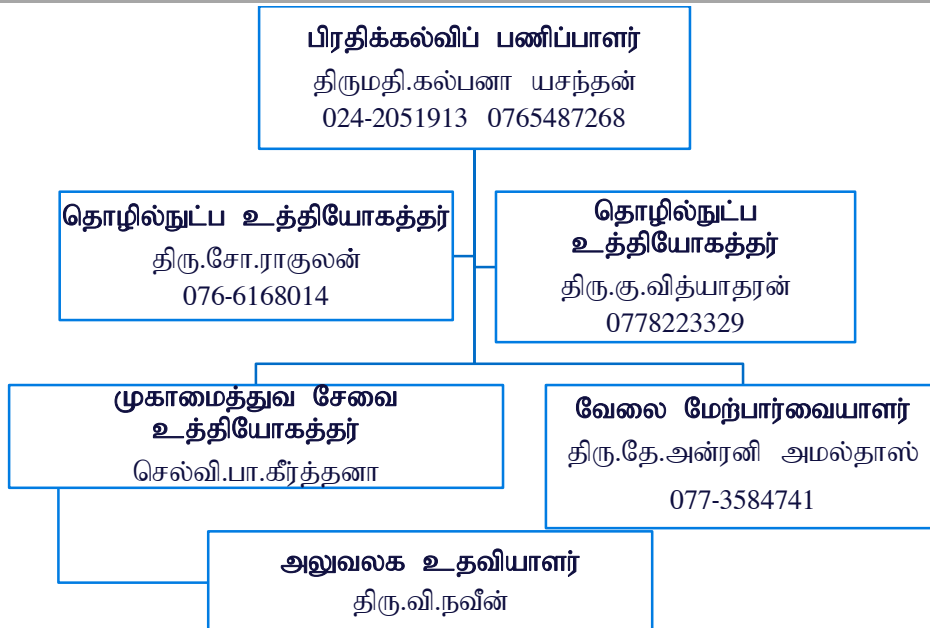 பிரதிக்கல்விப் பணிப்பாளர்
திருமதி.கல்பனா யசந்தன்
024-2051913 0765487268
தொழில்நுட்ப உத்தியோகத்தர்
திரு.சோ.ராகுலன்
076-6168014
தொழில்நுட்ப
உத்தியோகத்தர்
திரு.கு.வித்யாதரன்
0778223329
முகாமைத்துவ சேவை
உத்தியோகத்தர்
செல்வி.பா.கீர்த்தனா
வேலை மேற்பார்வையாளர்
திரு.தே.அன்ரனி அமல்தாஸ்
077-3584741
அலுவலக உதவியாளர்
திரு.வி.நவீன்